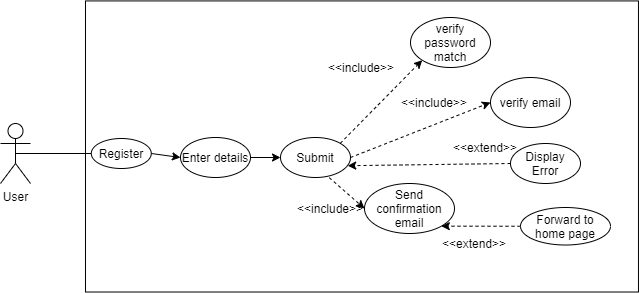 verify
password
match
<<include>>
<<include>>
verify email
Register
Enter details
Submit
<<extend>>
Display
Error
User
Send
confirmation
email
<<include>>
Forward to
home page
<<extend>>